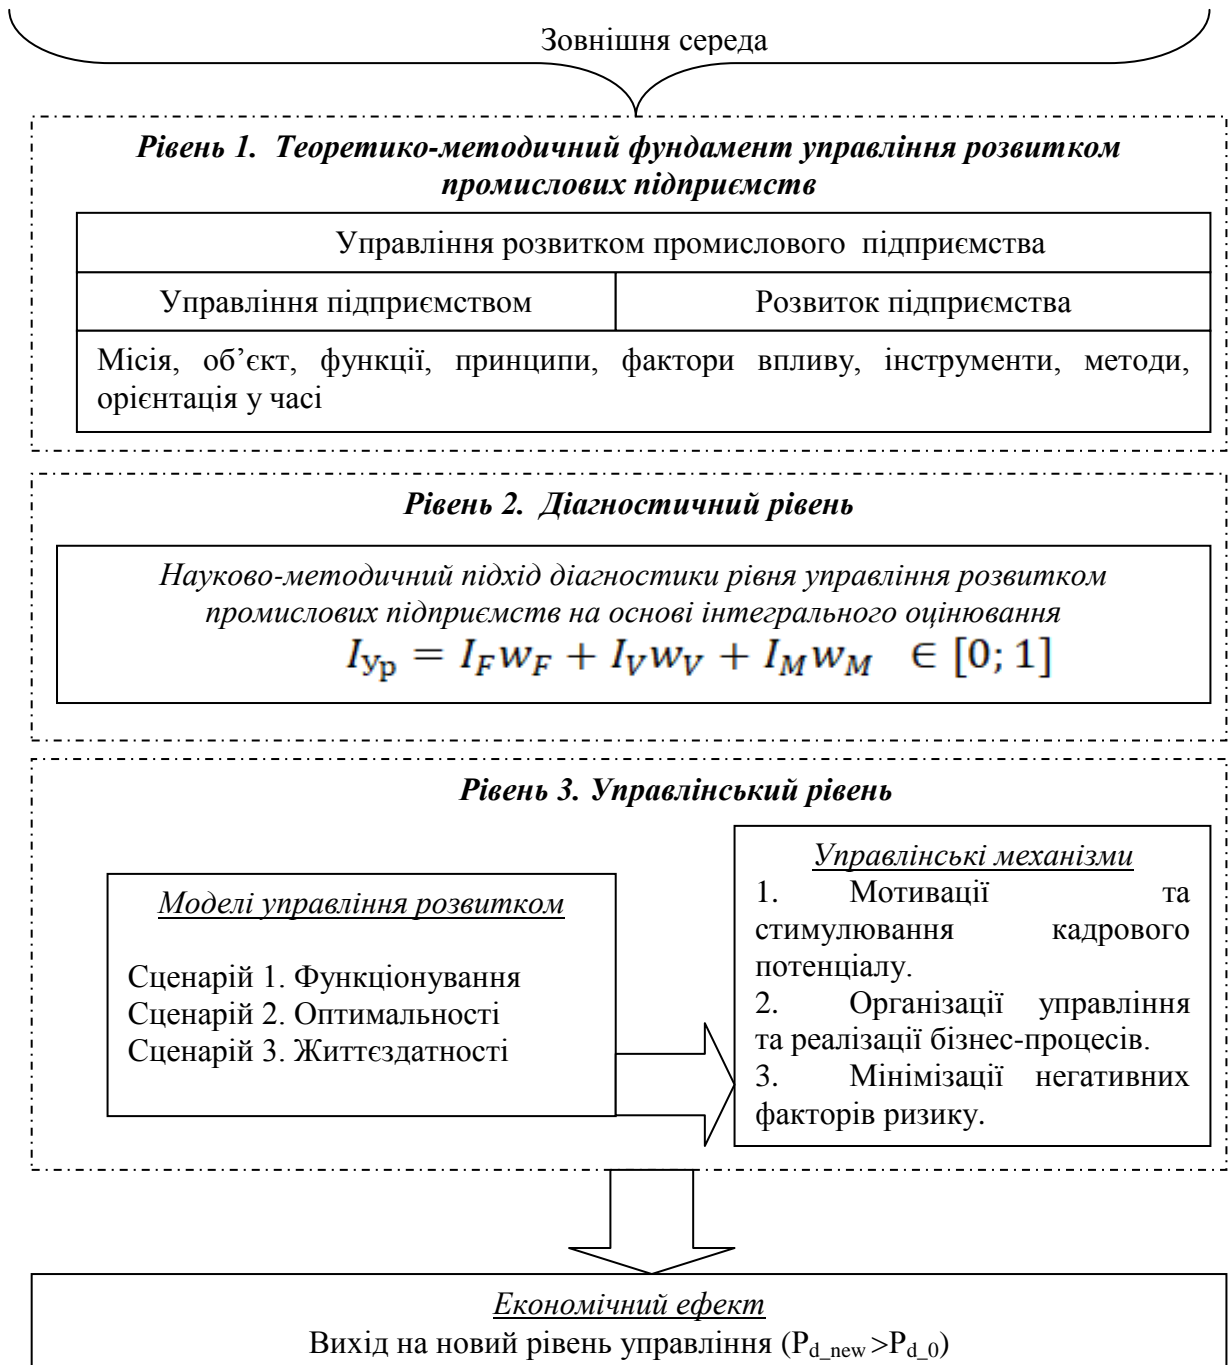 Зовнішня середа
Рівень 1. Теоретико-методичний фундамент управління розвитком
промислових підприємств
Управління розвитком промислового підприємства
Управління підприємством
Розвиток підприємства
Місія, об’єкт, функції, принципи, фактори впливу, інструменти, методи,
орієнтація у часі
Рівень 2. Діагностичний рівень
Науково-методичний підхід діагностики рівня управління розвитком
промислових підприємств на основі інтегрального оцінювання
I_Ур = I_F w_F + I_V w_V + I_M w_M ∈ [0; 1]
Рівень 3. Управлінський рівень
Моделі управління розвитком
Сценарій 1. Функціонування
Сценарій 2. Оптимальності
Сценарій 3. Життєздатності
Управлінські механізми
1. Мотивації та
стимулювання кадрового
потенціалу.
2. Організації управління
та реалізації бізнес-процесів.
3. Мінімізації негативних
факторів ризику.
Економічний ефект
Вихід на новий рівень управління (P_d_new >P_d_0)